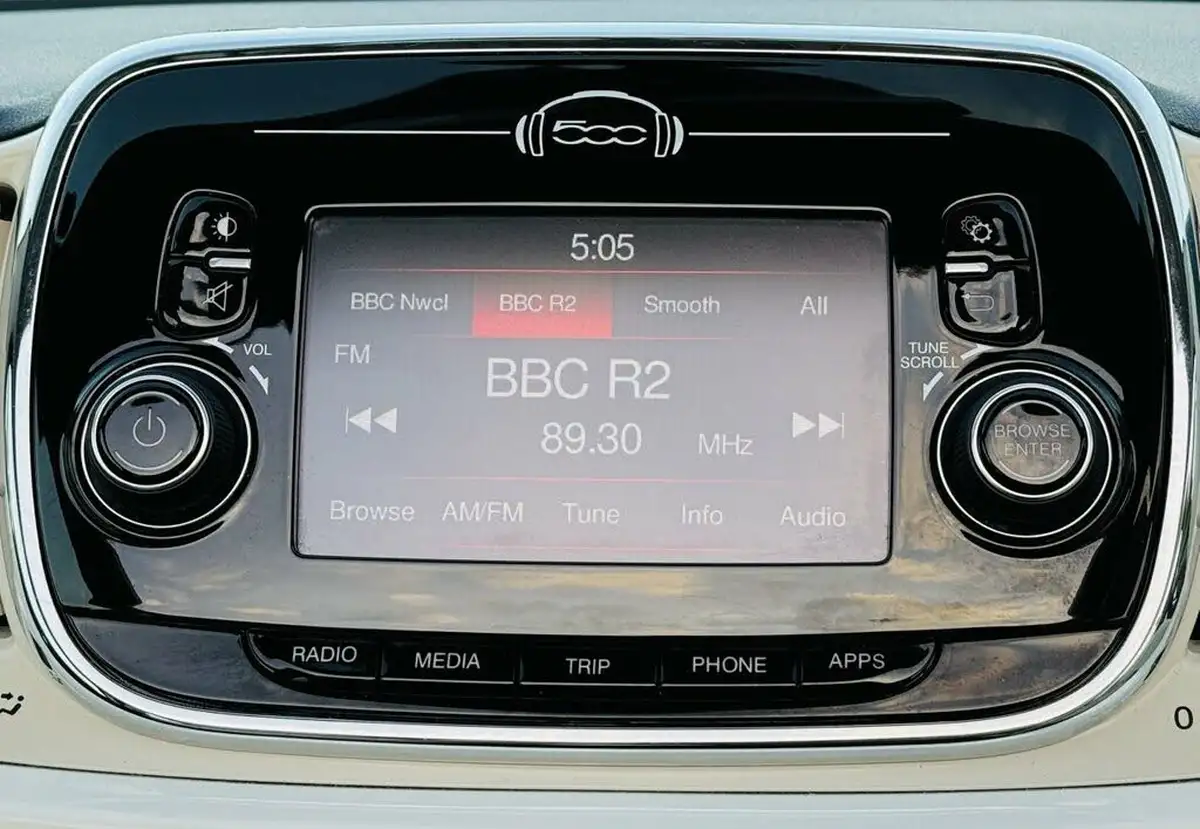 500
5:05
BBC Nwcl BBC R2 Smooth All
VOL
TUNE
SCROLL
FM
BBC R2
89.30 MHz
BROWSE
ENTER
Browse AM/FM Tune Info Audio
RADIO MEDIA TRIP PHONE APPS
0